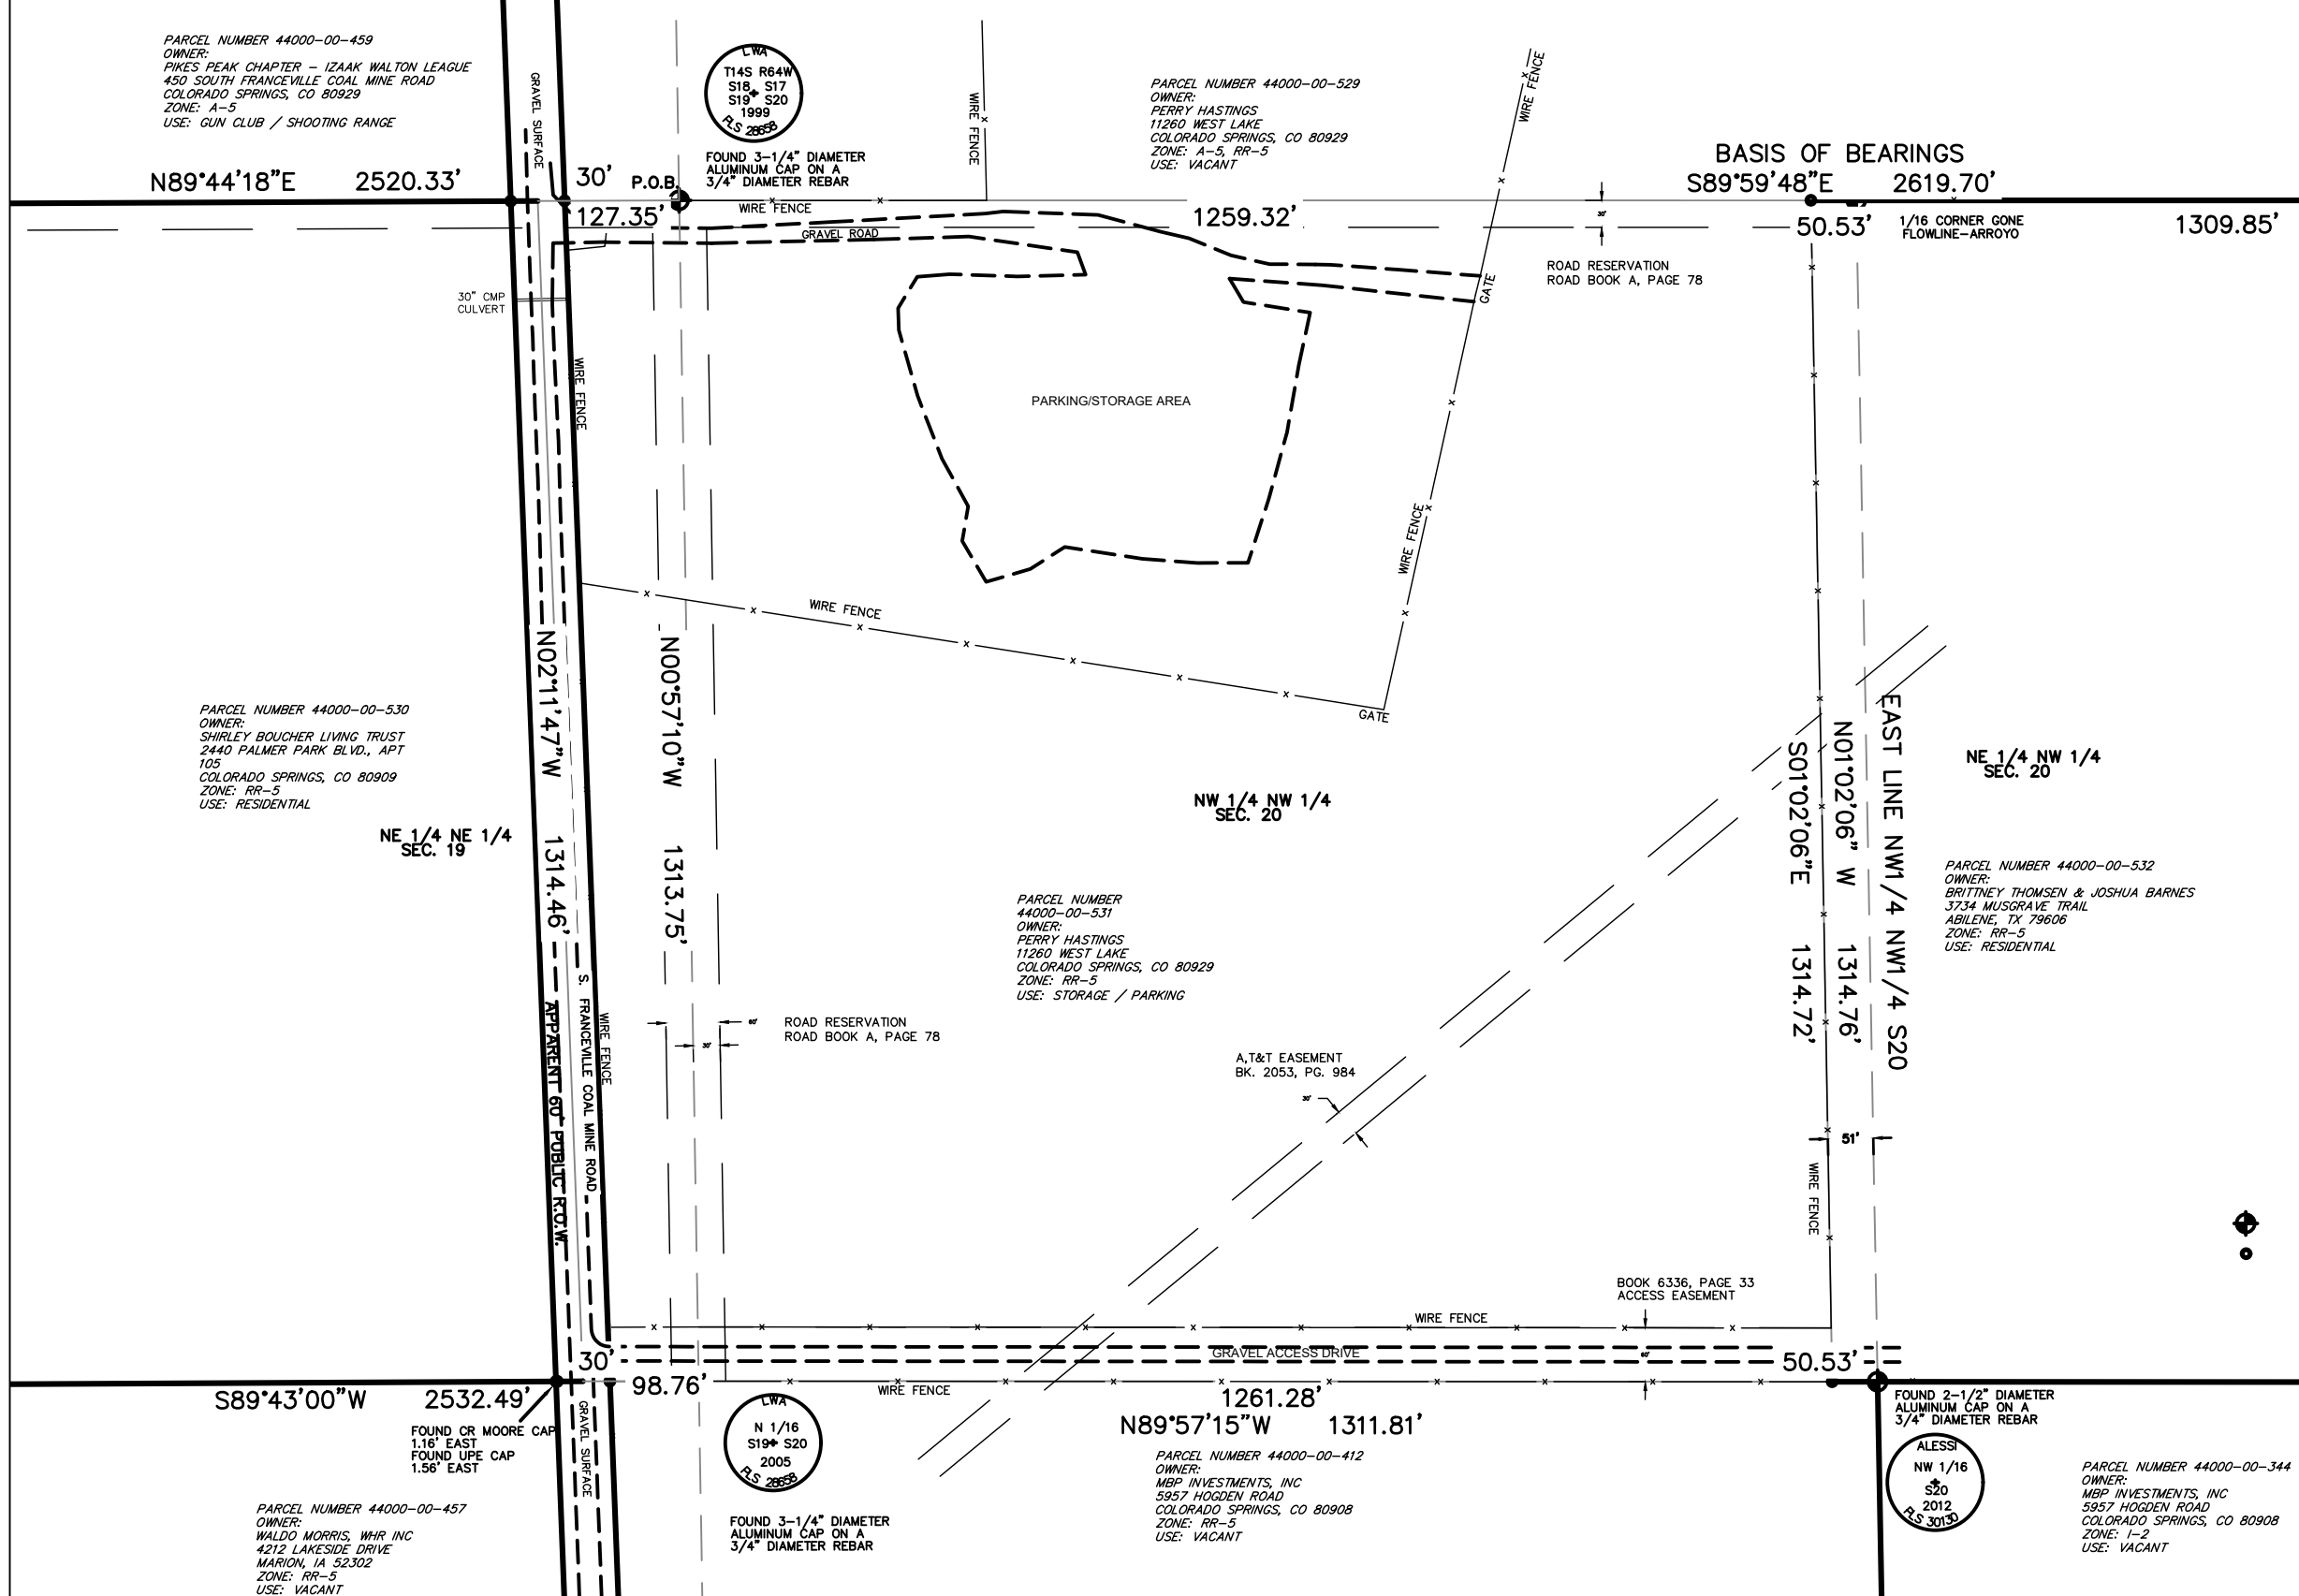 PARCEL NUMBER 44000-00-459
OWNER:
PIKES PEAK CHAPTER - IZAAK WALTON LEAGUE
450 SOUTH FRANCEVILLE COAL MINE ROAD
COLORADO SPRINGS, CO 80929
ZONE: A-5
USE: GUN CLUB / SHOOTING RANGE
GRAVEL SURFACE
LWA
T14S R64W
S18 S17
S19 S20
1999
PLS 28658
FOUND 3-1/4" DIAMETER
ALUMINUM CAP ON A
3/4" DIAMETER REBAR
WIRE FENCE
PARCEL NUMBER 44000-00-529
OWNER:
PERRY HASTINGS
11260 WEST LAKE
COLORADO SPRINGS, CO 80929
ZONE: A-5, RR-5
USE: VACANT
WIRE FENCE
BASIS OF BEARINGS
S89°59'48"E 2619.70'
N89°44'18"E 2520.33'
30'
P.O.B.
127.35'
WIRE FENCE
GRAVEL ROAD
1259.32'
30'
50.53'
1/16 CORNER GONE
FLOWLINE-ARROYO
1309.85'
ROAD RESERVATION
ROAD BOOK A, PAGE 78
GATE
30" CMP
CULVERT
WIRE FENCE
PARKING/STORAGE AREA
WIRE FENCE
WIRE FENCE
GATE
N02°11'47"W 1314.46'
N00°57'10"W 1313.75'
PARCEL NUMBER 44000-00-530
OWNER:
SHIRLEY BOUCHER LIVING TRUST
2440 PALMER PARK BLVD., APT
105
COLORADO SPRINGS, CO 80909
ZONE: RR-5
USE: RESIDENTIAL
NE 1/4 NE 1/4
SEC. 19
NW 1/4 NW 1/4
SEC. 20
S01°02'06"E 1314.72'
N01°02'06" W 1314.76'
EAST LINE NW1/4 NW1/4 S20
NE 1/4 NW 1/4
SEC. 20
PARCEL NUMBER 44000-00-532
OWNER:
BRITTNEY THOMSEN & JOSHUA BARNES
3734 MUSGRAVE TRAIL
ABILENE, TX 79606
ZONE: RR-5
USE: RESIDENTIAL
PARCEL NUMBER
44000-00-531
OWNER:
PERRY HASTINGS
11260 WEST LAKE
COLORADO SPRINGS, CO 80929
ZONE: RR-5
USE: STORAGE / PARKING
APPARENT 60' PUBLIC R.O.W.
S. FRANCEVILLE COAL MINE ROAD
WIRE FENCE
60'
30'
ROAD RESERVATION
ROAD BOOK A, PAGE 78
A,T&T EASEMENT
BK. 2053, PG. 984
30'
51'
WIRE FENCE
BOOK 6336, PAGE 33
ACCESS EASEMENT
WIRE FENCE
GRAVEL ACCESS DRIVE
60'
50.53'
30'
98.76'
WIRE FENCE
1261.28'
N89°57'15"W 1311.81'
S89°43'00"W 2532.49'
FOUND CR MOORE CAP
1.16' EAST
FOUND UPE CAP
1.56' EAST
GRAVEL SURFACE
LWA
N 1/16
S19 S20
2005
PLS 28658
FOUND 3-1/4" DIAMETER
ALUMINUM CAP ON A
3/4" DIAMETER REBAR
FOUND 2-1/2" DIAMETER
ALUMINUM CAP ON A
3/4" DIAMETER REBAR
ALESSI
NW 1/16
S20
2012
PLS 30130
PARCEL NUMBER 44000-00-412
OWNER:
MBP INVESTMENTS, INC
5957 HOGDEN ROAD
COLORADO SPRINGS, CO 80908
ZONE: RR-5
USE: VACANT
PARCEL NUMBER 44000-00-344
OWNER:
MBP INVESTMENTS, INC
5957 HOGDEN ROAD
COLORADO SPRINGS, CO 80908
ZONE: I-2
USE: VACANT
PARCEL NUMBER 44000-00-457
OWNER:
WALDO MORRIS, WHR INC
4212 LAKESIDE DRIVE
MARION, IA 52302
ZONE: RR-5
USE: VACANT